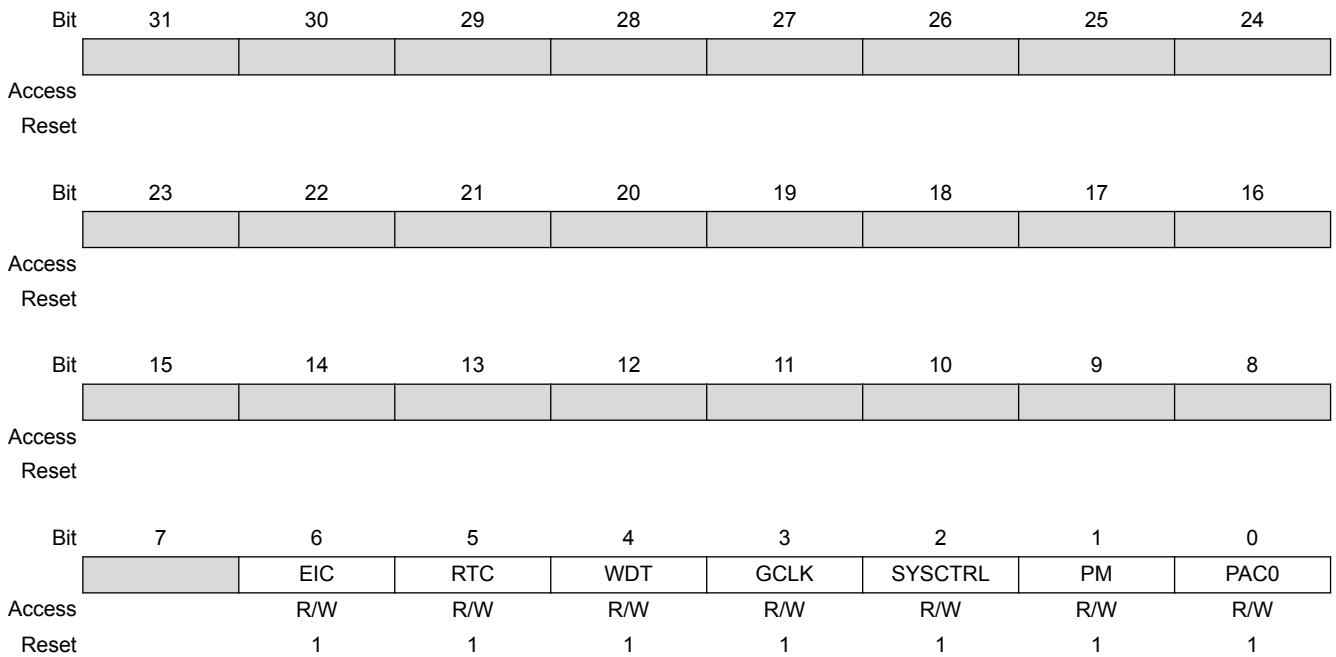 Bit 31 30 29 28 27 26 25 24
Access
Reset
Bit 23 22 21 20 19 18 17 16
Access
Reset
Bit 15 14 13 12 11 10 9 8
Access
Reset
Bit 7 6 5 4 3 2 1 0
EIC RTC WDT GCLK SYSCTRL PM PAC0
Access R/W R/W R/W R/W R/W R/W R/W
Reset 1 1 1 1 1 1 1